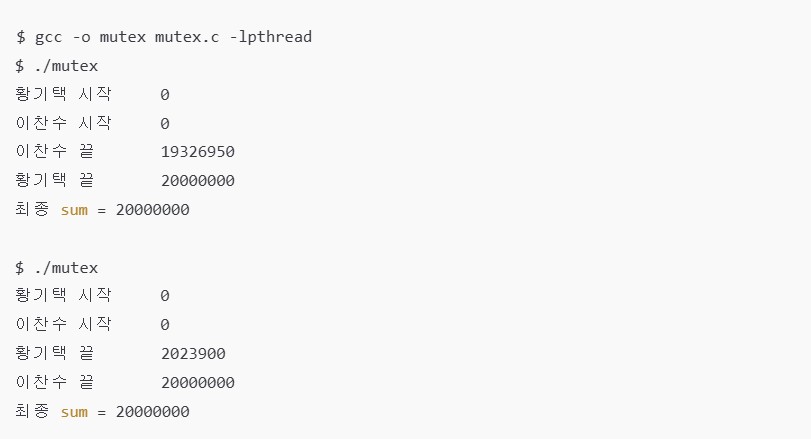 $ gcc -o mutex mutex.c -lpthread
$ ./mutex
황기택 시작 0
이찬수 시작 0
이찬수 끝 19326950
황기택 끝 20000000
최종 sum = 20000000
$ ./mutex
황기택 시작 0
이찬수 시작 0
황기택 끝 2023900
이찬수 끝 20000000
최종 sum = 20000000